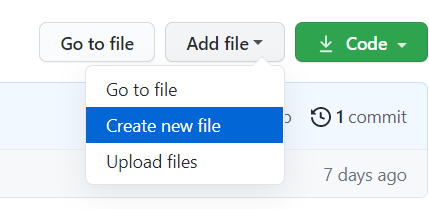 Go to file
Add file
Code
Go to file
Create new file
1 commit
Upload files
7 days ago